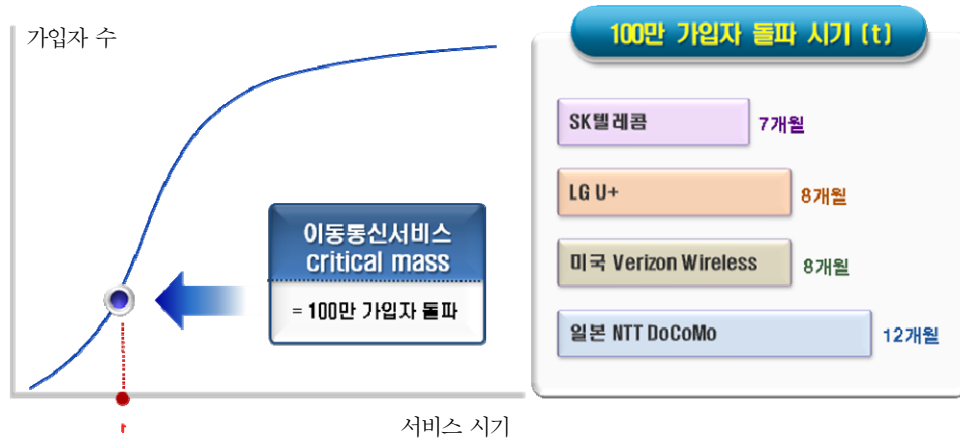 가입자 수
이동통신서비스
critical mass
= 100만 가입자 돌파
t
서비스 시기
100만 가입자 돌파 시기 (t)
SK텔레콤
7개월
LG U+
8개월
미국 Verizon Wireless
8개월
일본 NTT DoCoMo
12개월